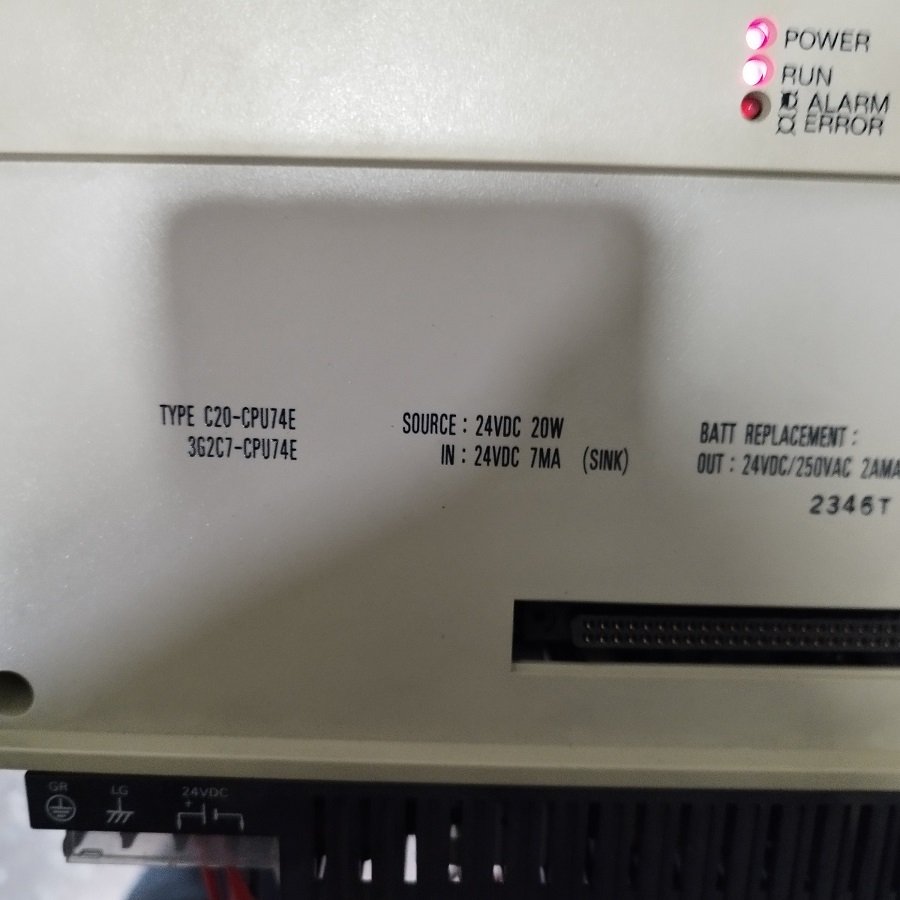 POWER
RUN
ALARM
ERROR
TYPE C20-CPU74E
3G2C7-CPU74E
SOURCE : 24VDC 20W
IN : 24VDC 7MA (SINK)
BATT REPLACEMENT :
OUT : 24VDC/250VAC 2AMA
2346T
GR
LG
24VDC
+